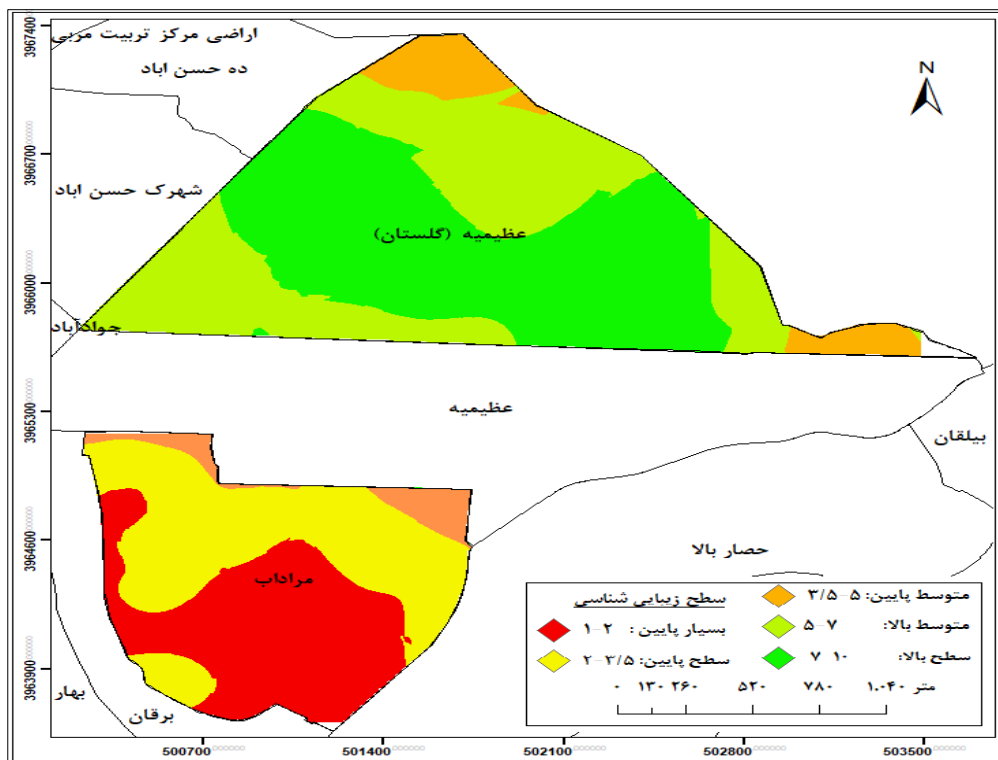 اراضی مرکز تربیت مربی
ده حسن اباد
N
شهرک حسن اباد
عظیمیه (گلستان)
جوادآباد
عظیمیه
بیلقان
حصار بالا
مراداب
بهار
برقان
سطح زیبایی شناسی
بسیار پایین : ۲-۱
سطح پایین: ۳/۵-۲
متوسط پایین: ۵-۳/۵
متوسط بالا: ۷-۵
سطح بالا: ۱۰ ۷
۰ ۱۳۰ ۲۶۰ ۵۲۰ ۷۸۰ ۱.۰۴۰ متر
3967400
3966700
3966000
3965300
3964600
3963900
500700 501400 502100 502800 503500